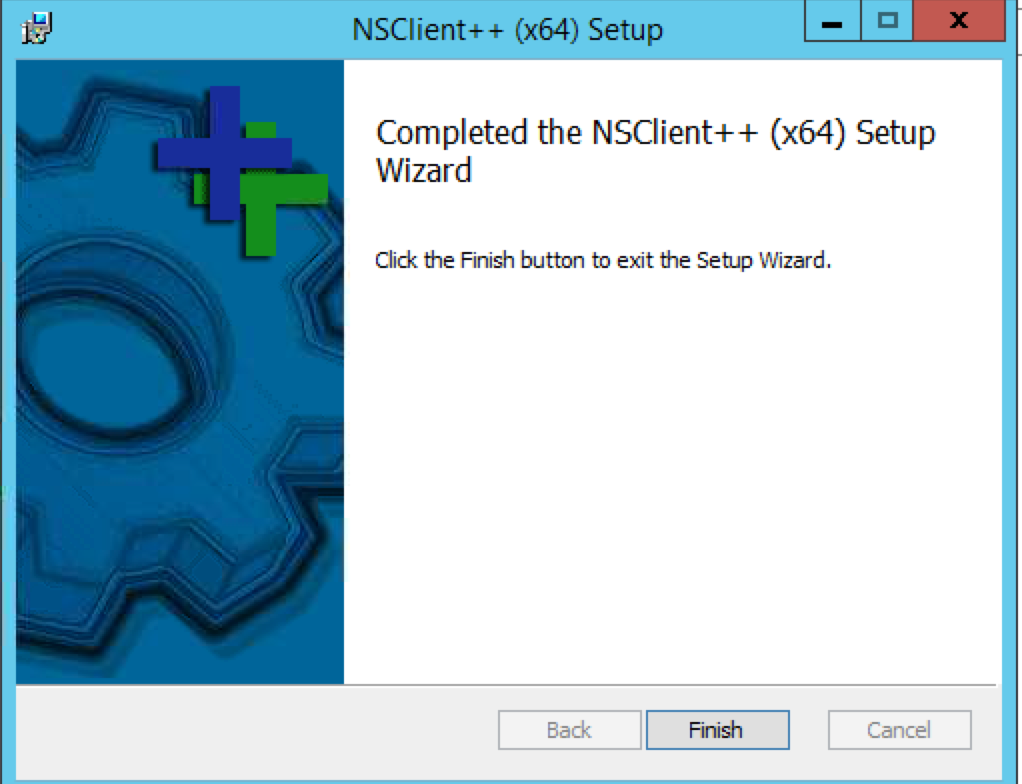 NSClient++ (x64) Setup
Completed the NSClient++ (x64) Setup
Wizard
Click the Finish button to exit the Setup Wizard.
Back Finish Cancel